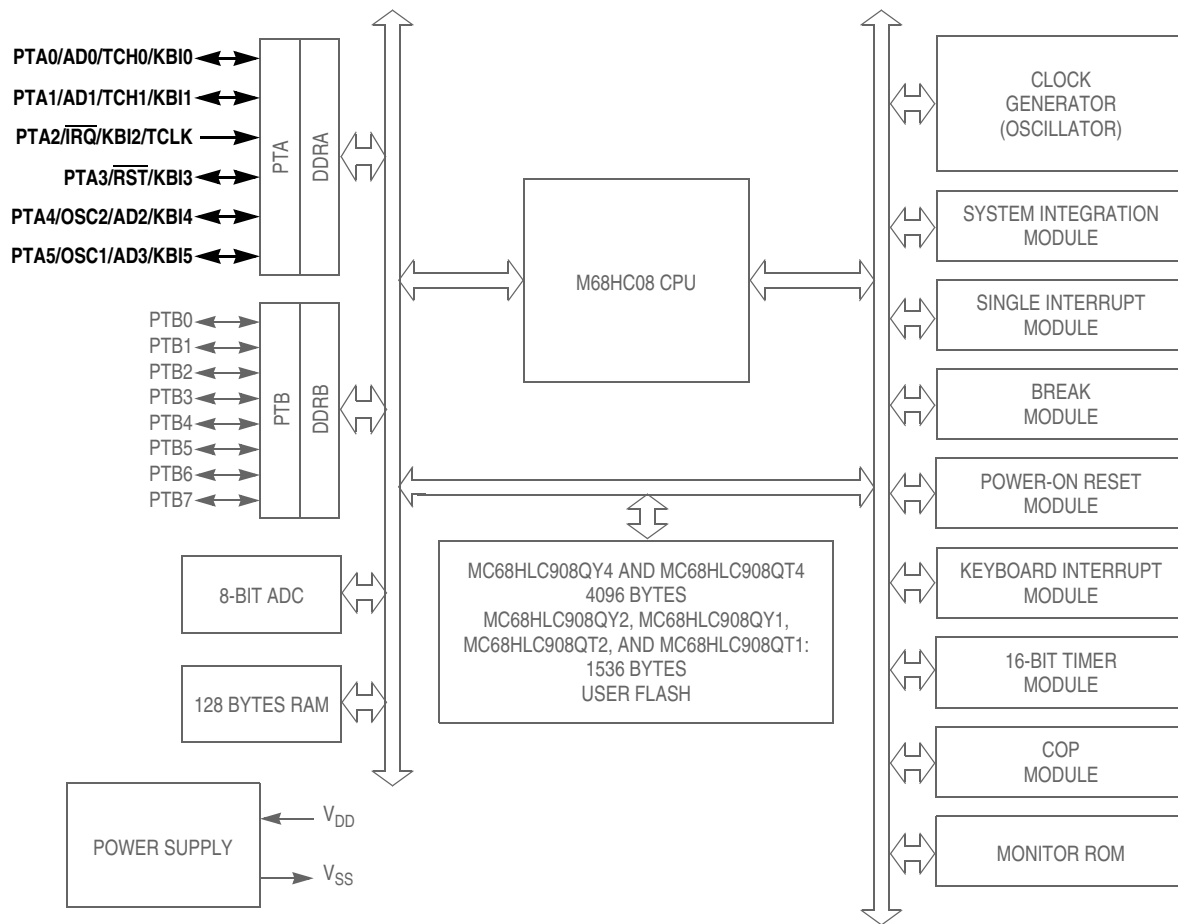 PTA0/AD0/TCH0/KBI0
PTA1/AD1/TCH1/KBI1
PTA2/I̅R̅Q̅/KBI2/TCLK
PTA3/R̅S̅T̅/KBI3
PTA4/OSC2/AD2/KBI4
PTA5/OSC1/AD3/KBI5
PTA
DDRA
PTB0
PTB1
PTB2
PTB3
PTB4
PTB5
PTB6
PTB7
PTB
DDRB
8-BIT ADC
128 BYTES RAM
POWER SUPPLY
VDD
VSS
M68HC08 CPU
MC68HLC908QY4 AND MC68HLC908QT4
4096 BYTES
MC68HLC908QY2, MC68HLC908QY1,
MC68HLC908QT2, AND MC68HLC908QT1:
1536 BYTES
USER FLASH
CLOCK
GENERATOR
(OSCILLATOR)
SYSTEM INTEGRATION
MODULE
SINGLE INTERRUPT
MODULE
BREAK
MODULE
POWER-ON RESET
MODULE
KEYBOARD INTERRUPT
MODULE
16-BIT TIMER
MODULE
COP
MODULE
MONITOR ROM